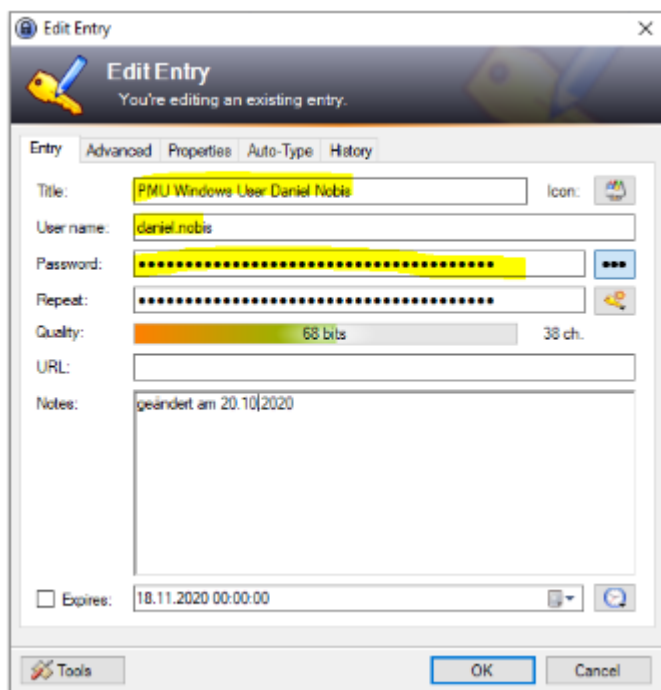 Edit Entry
Edit Entry
You're editing an existing entry.
Entry Advanced Properties Auto-Type History
Title: PMU Windows User Daniel Nobis Icon:
User name: daniel.nobis
Password: ●●●●●●●●●●●●●●●●●●●●●●●●●●●●●●●●●●●●●● ●●●
Repeat: ●●●●●●●●●●●●●●●●●●●●●●●●●●●●●●●●●●●●●●
Quality: 68 bits 38 ch.
URL:
Notes: geändert am 20.10.2020
Expires: 18.11.2020 00:00:00
Tools OK Cancel